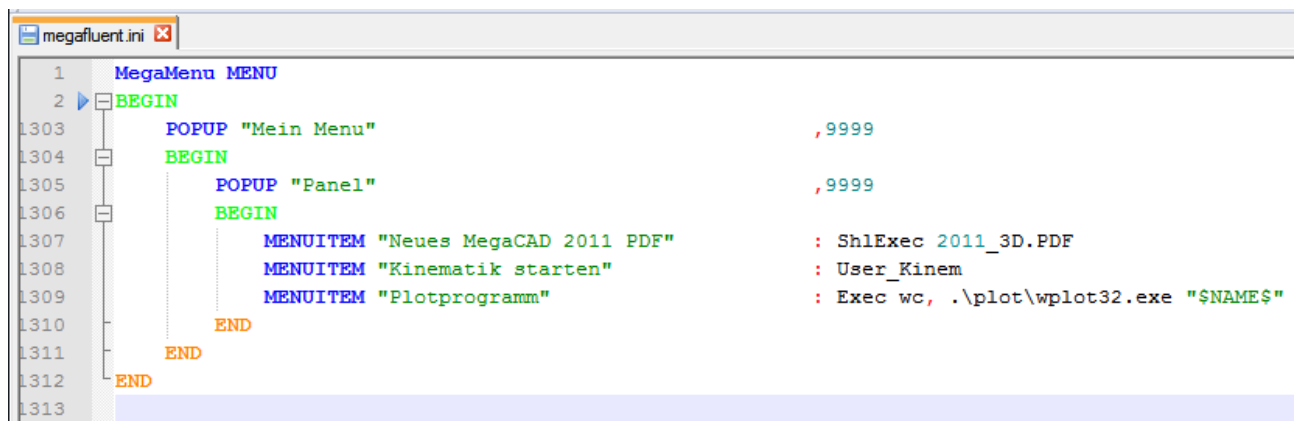 megafluent.ini
1 MegaMenu MENU
2 BEGIN
1303 POPUP "Mein Menu" ,9999
1304 BEGIN
1305 POPUP "Panel" ,9999
1306 BEGIN
1307 MENUITEM "Neues MegaCAD 2011 PDF" : ShlExec 2011_3D.PDF
1308 MENUITEM "Kinematik starten" : User_Kinem
1309 MENUITEM "Plotprogramm" : Exec wc, .\plot\wplot32.exe "$NAME$"
1310 END
1311 END
1312 END
1313